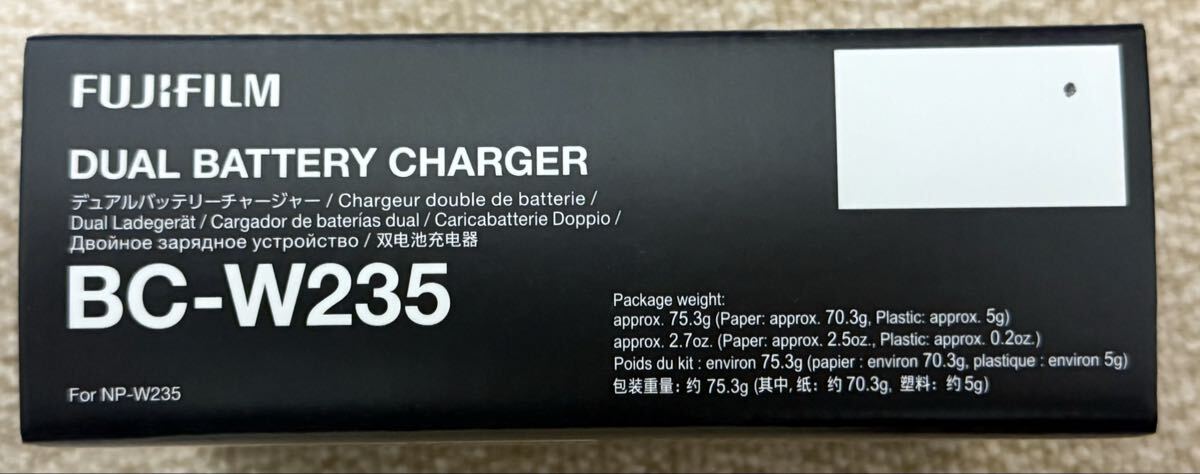 FUJIFILM
DUAL BATTERY CHARGER
デュアルバッテリーチャージャー / Chargeur double de batterie /
Dual Ladegerät / Cargador de baterías dual / Caricabatterie Doppio /
Двойное зарядное устройство / 双电池充电器
BC-W235
For NP-W235
Package weight:
approx. 75.3g (Paper: approx. 70.3g, Plastic: approx. 5g)
approx. 2.7oz. (Paper: approx. 2.5oz., Plastic: approx. 0.2oz.)
Poids du kit : environ 75.3g (papier : environ 70.3g, plastique : environ 5g)
包装重量: 约 75.3g (其中, 纸: 约 70.3g, 塑料: 约 5g)